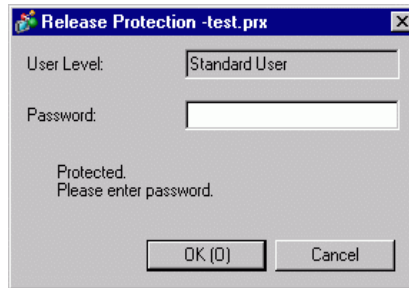 Release Protection -test.prx
User Level: Standard User
Password:
Protected.
Please enter password.
OK (O) Cancel